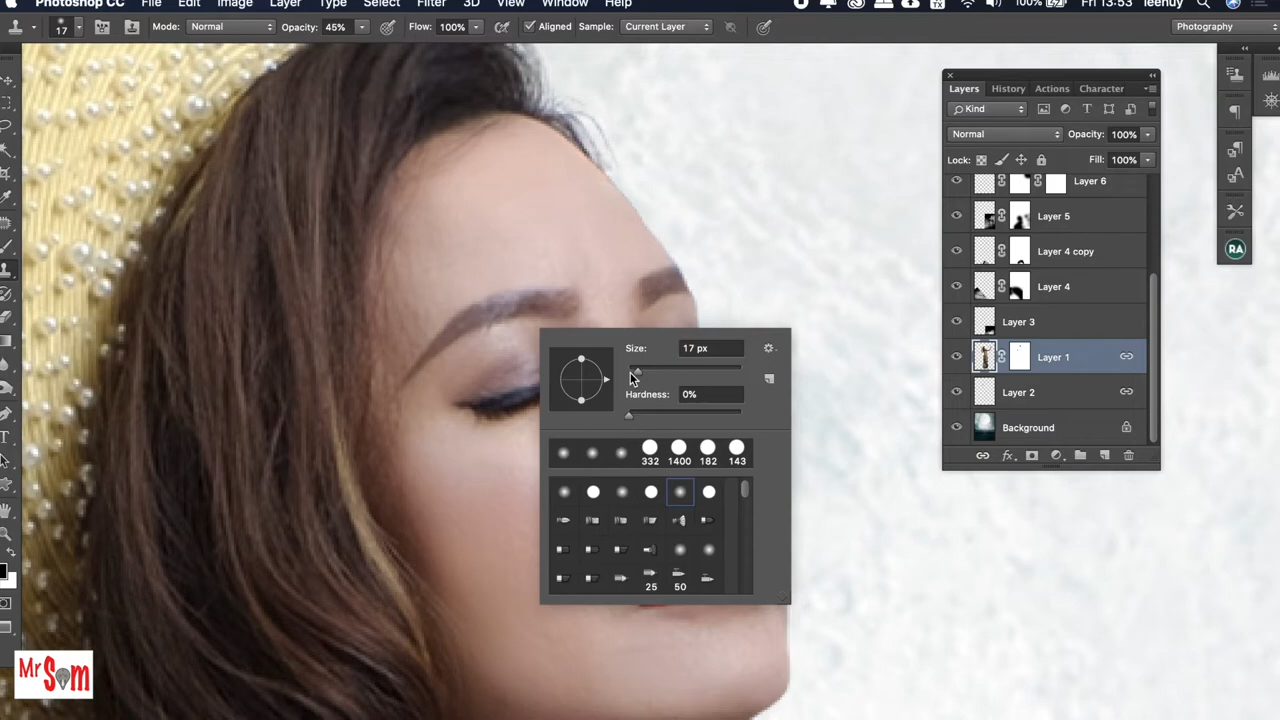 Photoshop CC File Edit Image Layer Type Select Filter 3D View Window Help 100% Fri 13:53 Teehuy
17 Mode: Normal Opacity: 45% Flow: 100% Aligned Sample: Current Layer Photography
Layers History Actions Character
Kind
Normal Opacity: 100%
Lock: Fill: 100%
Layer 6
Layer 5
Layer 4 copy
Layer 4
Layer 3
Layer 1
Layer 2
Background
Size: 17 px
Hardness: 0%
332 1400 182 143
25 50
RA
T
Mr Som